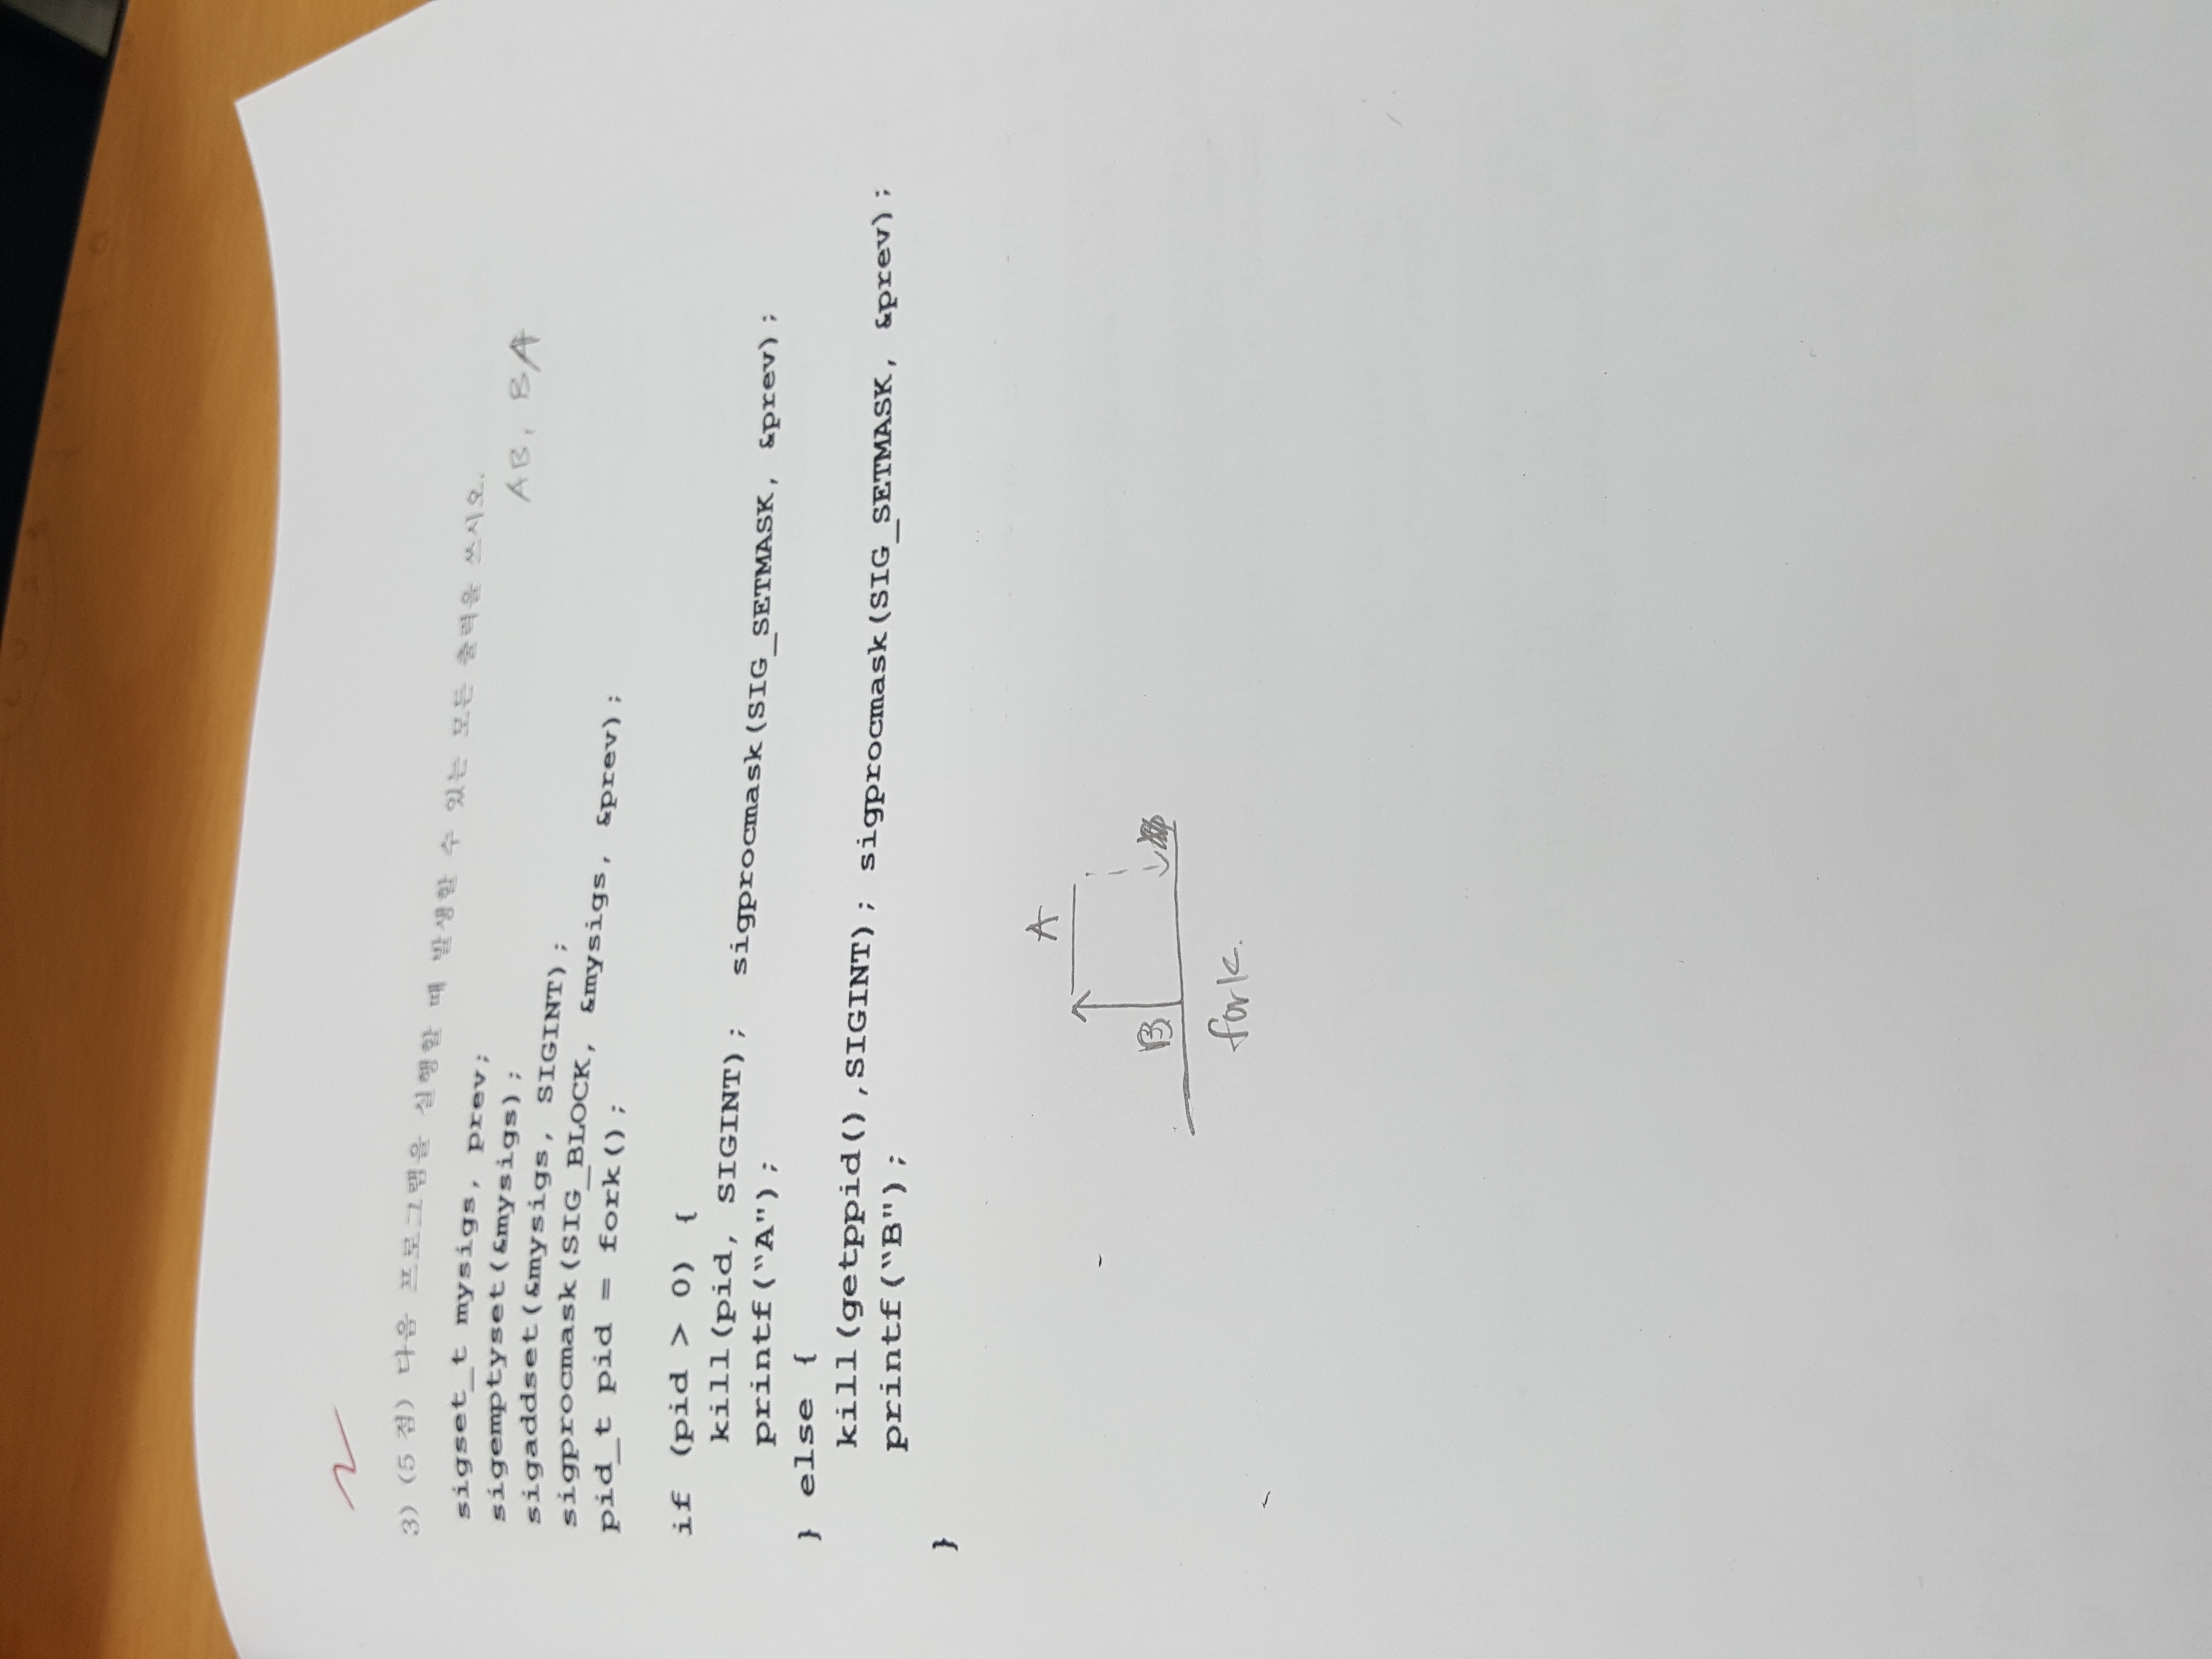 3) (5 점) 다음 프로그램을 실행할 때 발생할 수 있는 모든 출력을 쓰시오.
sigset_t mysigs, prev;
sigemptyset(&mysigs);
AB, BA
sigaddset(&mysigs, SIGINT);
sigprocmask(SIG_BLOCK, &mysigs, &prev);
pid_t pid = fork();
if (pid > 0) {
kill(pid, SIGINT); sigprocmask(SIG_SETMASK, &prev);
printf("A");
} else {
kill(getppid(),SIGINT); sigprocmask(SIG_SETMASK, &prev);
printf("B");
}
A
B
fork.